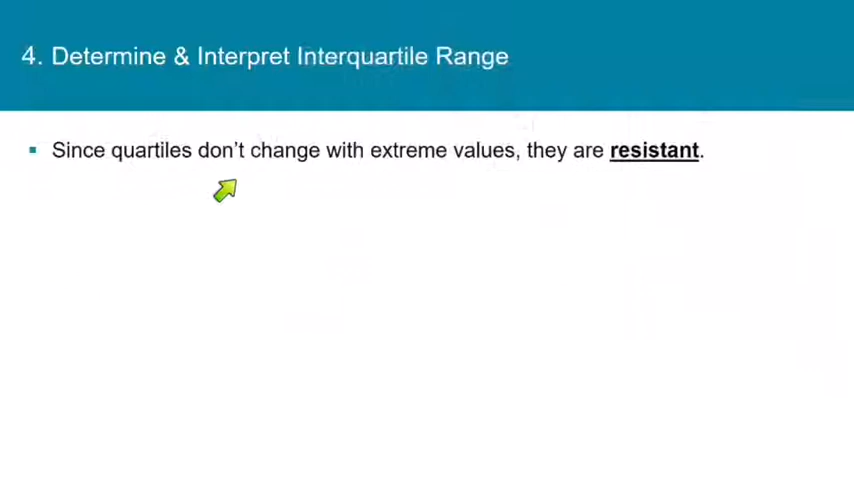 4. Determine & Interpret Interquartile Range
Since quartiles don’t change with extreme values, they are resistant.